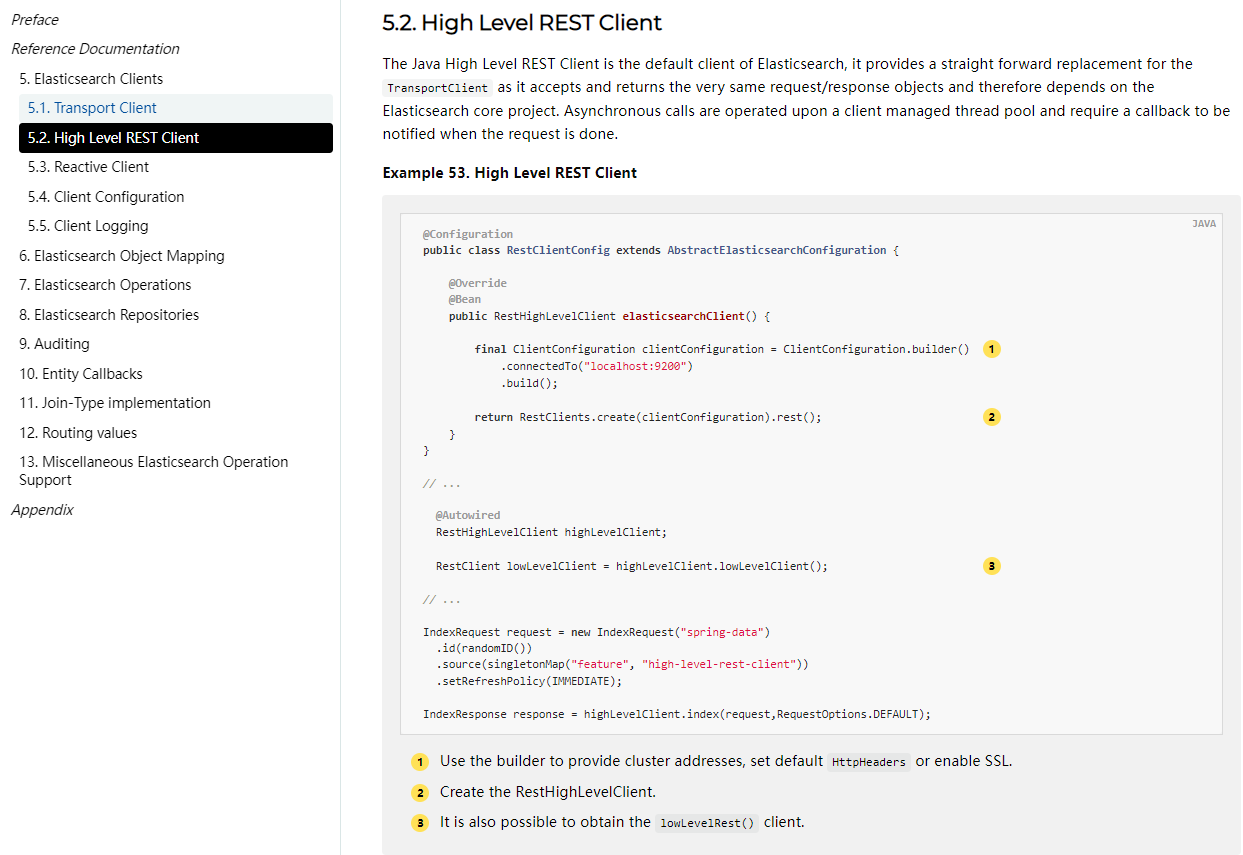 Preface
Reference Documentation
5. Elasticsearch Clients
5.1. Transport Client
5.2. High Level REST Client
5.3. Reactive Client
5.4. Client Configuration
5.5. Client Logging
6. Elasticsearch Object Mapping
7. Elasticsearch Operations
8. Elasticsearch Repositories
9. Auditing
10. Entity Callbacks
11. Join-Type implementation
12. Routing values
13. Miscellaneous Elasticsearch Operation
Support
Appendix
5.2. High Level REST Client
The Java High Level REST Client is the default client of Elasticsearch, it provides a straight forward replacement for the
TransportClient as it accepts and returns the very same request/response objects and therefore depends on the
Elasticsearch core project. Asynchronous calls are operated upon a client managed thread pool and require a callback to be
notified when the request is done.
Example 53. High Level REST Client
JAVA
@Configuration
public class RestClientConfig extends AbstractElasticsearchConfiguration {
@Override
@Bean
public RestHighLevelClient elasticsearchClient() {
final ClientConfiguration clientConfiguration = ClientConfiguration.builder() 1
.connectedTo("localhost:9200")
.build();
return RestClients.create(clientConfiguration).rest(); 2
}
}
// ...
@Autowired
RestHighLevelClient highLevelClient;
RestClient lowLevelClient = highLevelClient.lowLevelClient(); 3
// ...
IndexRequest request = new IndexRequest("spring-data")
.id(randomID())
.source(singletonMap("feature", "high-level-rest-client"))
.setRefreshPolicy(IMMEDIATE);
IndexResponse response = highLevelClient.index(request,RequestOptions.DEFAULT);
1 Use the builder to provide cluster addresses, set default HttpHeaders or enable SSL.
2 Create the RestHighLevelClient.
3 It is also possible to obtain the lowLevelRest() client.